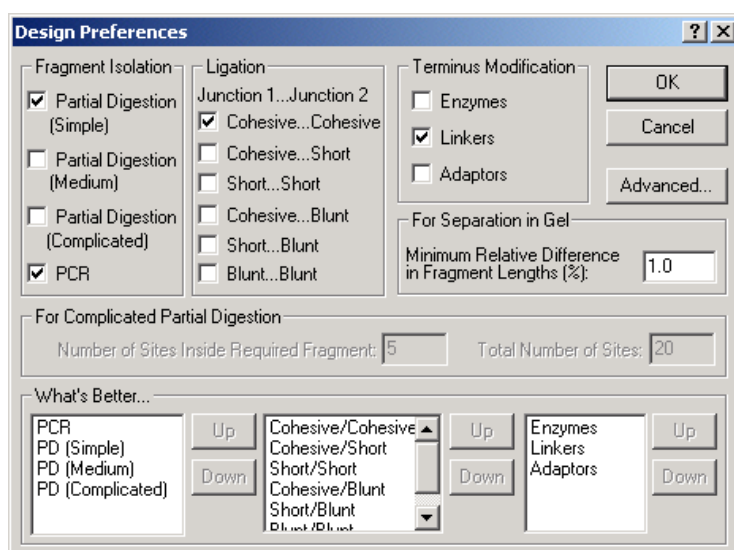 Design Preferences
Fragment Isolation
Partial Digestion
(Simple)
Partial Digestion
(Medium)
Partial Digestion
(Complicated)
PCR
Ligation
Junction 1...Junction 2
Cohesive...Cohesive
Cohesive...Short
Short...Short
Cohesive...Blunt
Short...Blunt
Blunt...Blunt
Terminus Modification
Enzymes
Linkers
Adaptors
OK
Cancel
Advanced...
For Separation in Gel
Minimum Relative Difference
in Fragment Lengths (%): 1.0
For Complicated Partial Digestion
Number of Sites Inside Required Fragment: 5 Total Number of Sites: 20
What's Better...
PCR
PD (Simple)
PD (Medium)
PD (Complicated)
Up
Down
Cohesive/Cohesive
Cohesive/Short
Short/Short
Cohesive/Blunt
Short/Blunt
Blunt/Blunt
Up
Down
Enzymes
Linkers
Adaptors
Up
Down